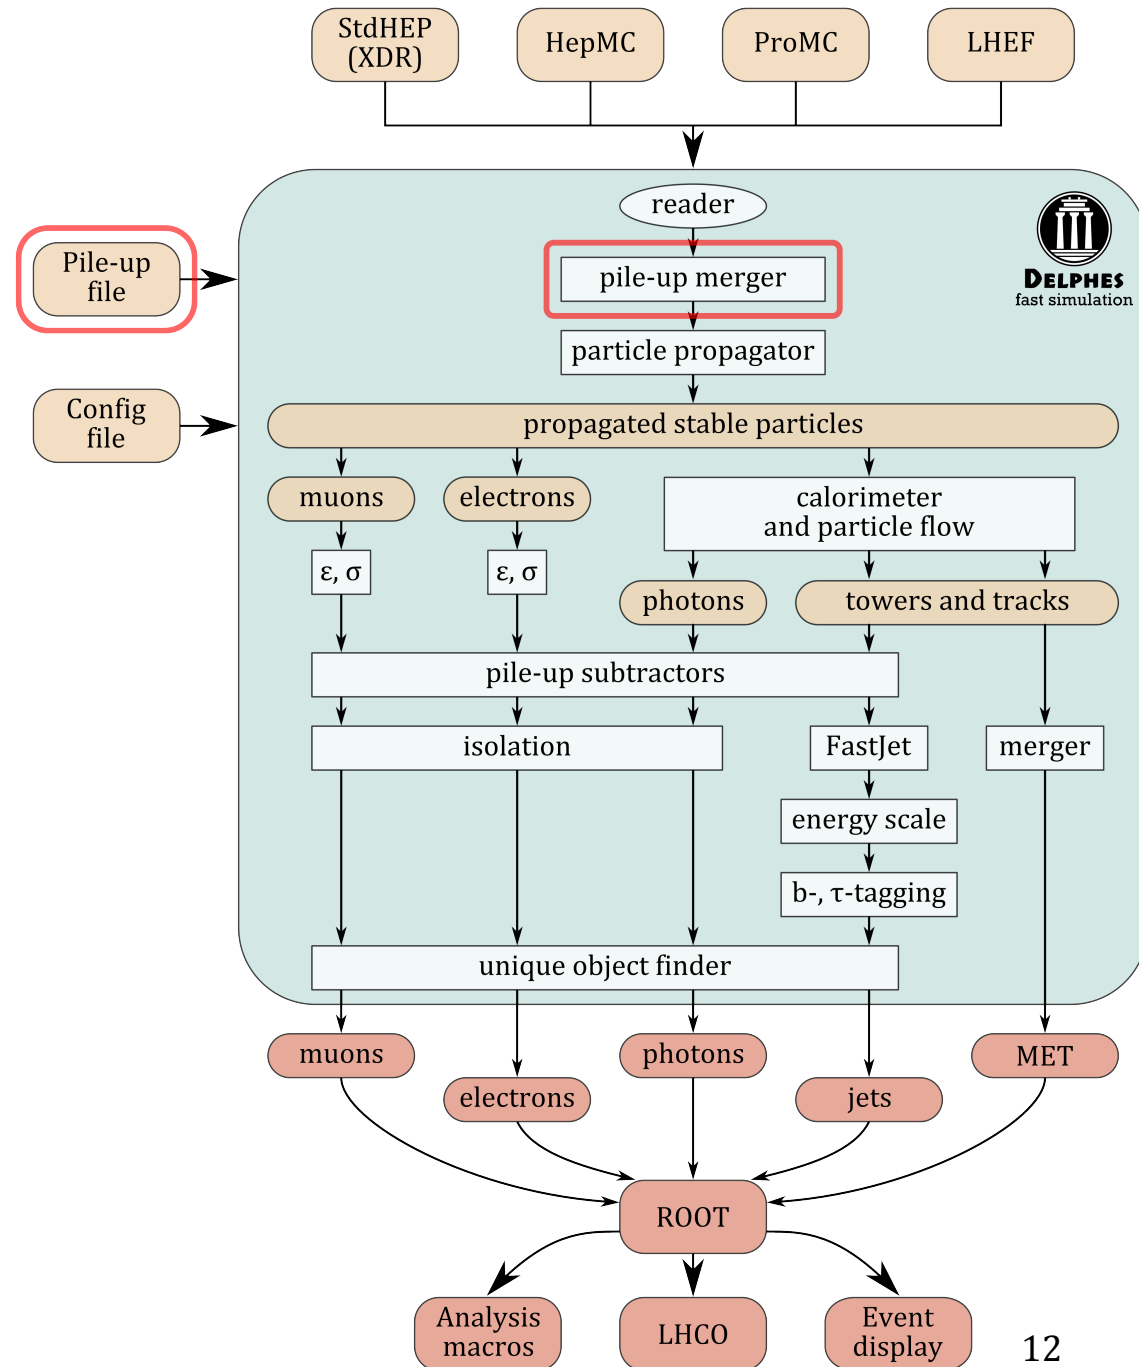 StdHEP
(XDR)
HepMC
ProMC
LHEF
reader
DELPHES
fast simulation
Pile-up
file
pile-up merger
particle propagator
Config
file
propagated stable particles
muons
electrons
calorimeter
and particle flow
ε, σ
ε, σ
photons
towers and tracks
pile-up subtractors
isolation
FastJet
merger
energy scale
b-, τ-tagging
unique object finder
muons
photons
MET
electrons
jets
ROOT
Analysis
macros
LHCO
Event
display
12